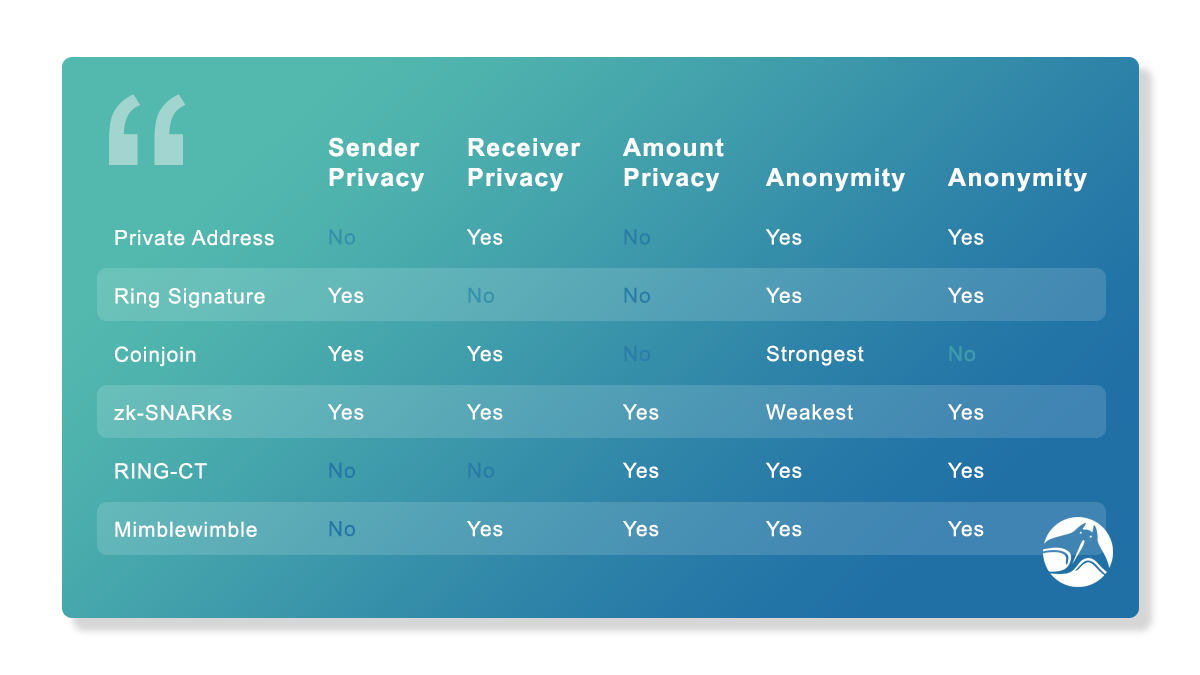 “
Sender Privacy Receiver Privacy Amount Privacy Anonymity Anonymity
Private Address No Yes No Yes Yes
Ring Signature Yes No No Yes Yes
Coinjoin Yes Yes No Strongest No
zk-SNARKs Yes Yes Yes Weakest Yes
RING-CT No No Yes Yes Yes
Mimblewimble No Yes Yes Yes Yes